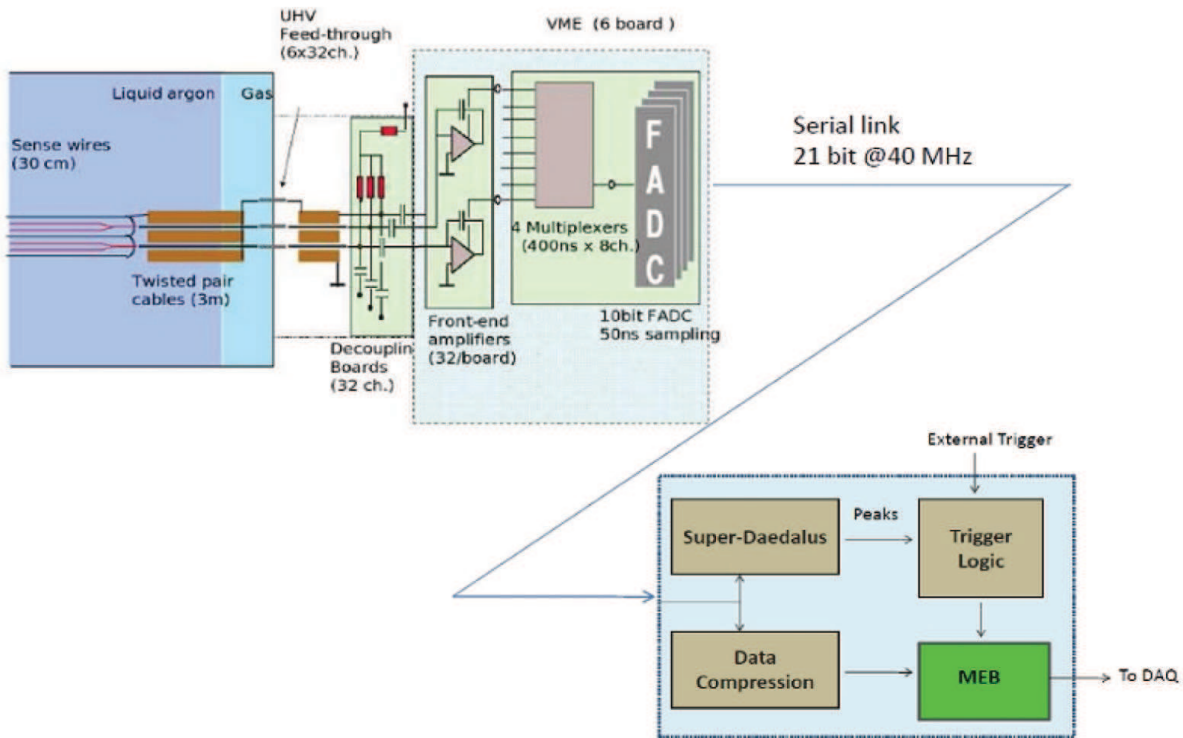 UHV
Feed-through
(6x32ch.)
VME (6 board )
Liquid argon
Gas
Sense wires
(30 cm)
Serial link
21 bit @40 MHz
F
A
D
C
4 Multiplexers
(400ns x 8ch.)
Twisted pair
cables (3m)
10bit FADC
50ns sampling
Front-end
amplifiers
(32/board)
Decouplin
Boards
(32 ch.)
External Trigger
Super-Daedalus
Peaks
Trigger
Logic
Data
Compression
MEB
To DAQ